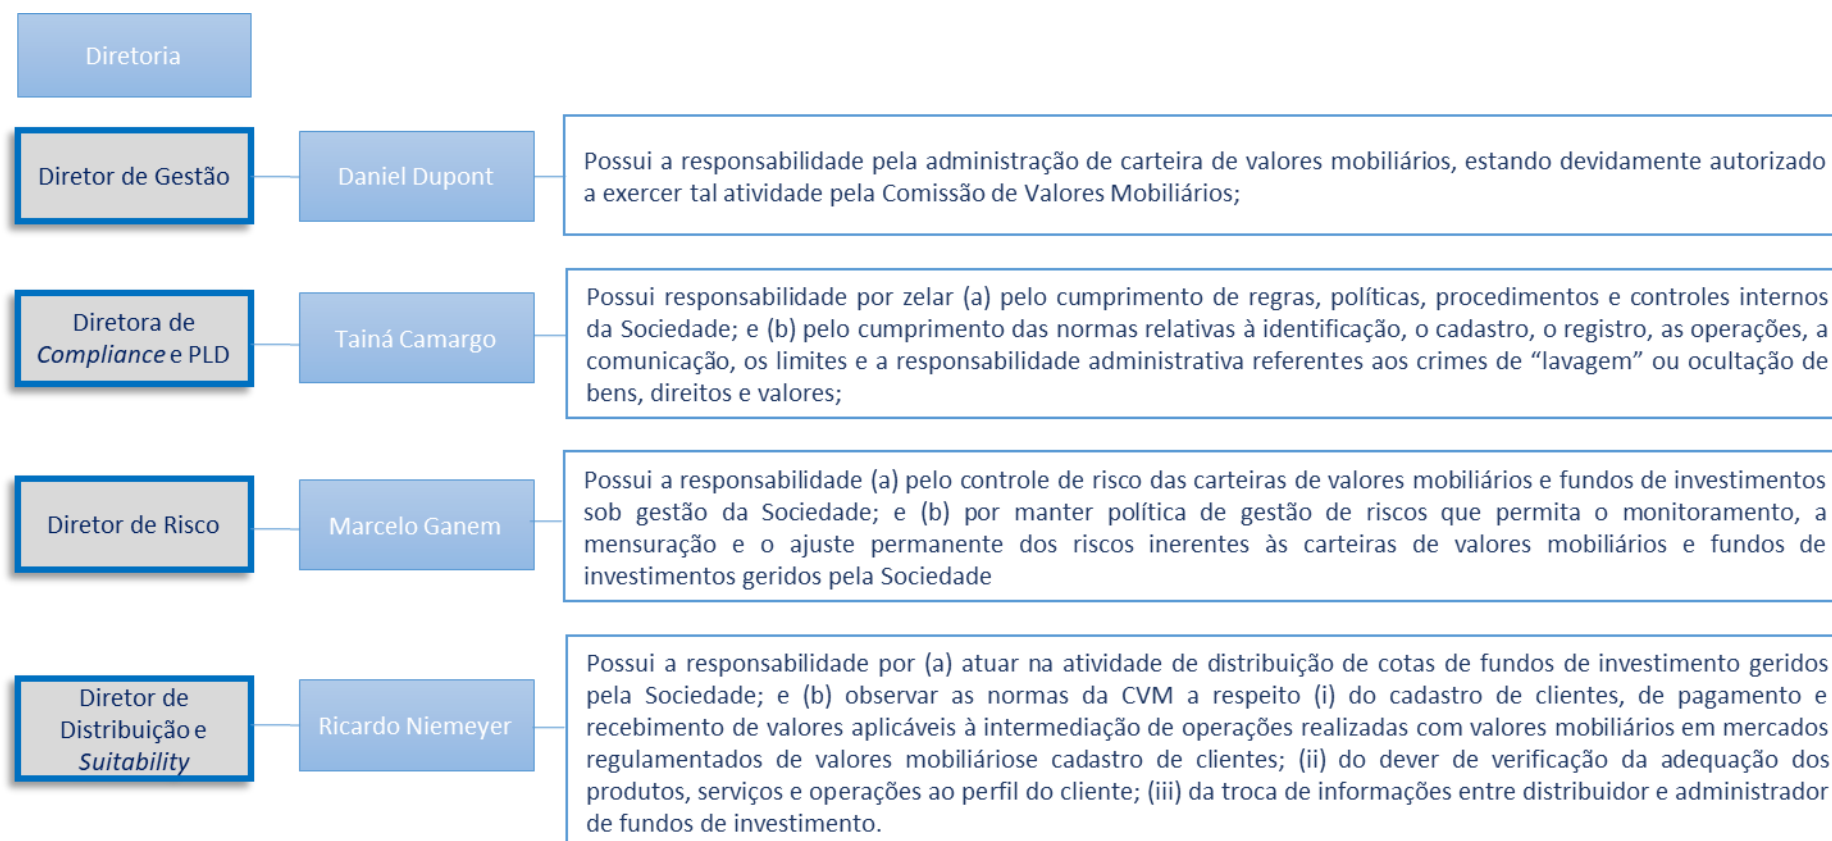 Diretoria
Diretor de Gestão
Daniel Dupont
Possui a responsabilidade pela administração de carteira de valores mobiliários, estando devidamente autorizado
a exercer tal atividade pela Comissão de Valores Mobiliários;
Diretora de
Compliance e PLD
Tainá Camargo
Possui responsabilidade por zelar (a) pelo cumprimento de regras, políticas, procedimentos e controles internos
da Sociedade; e (b) pelo cumprimento das normas relativas à identificação, o cadastro, o registro, as operações, a
comunicação, os limites e a responsabilidade administrativa referentes aos crimes de “lavagem” ou ocultação de
bens, direitos e valores;
Diretor de Risco
Marcelo Ganem
Possui a responsabilidade (a) pelo controle de risco das carteiras de valores mobiliários e fundos de investimentos
sob gestão da Sociedade; e (b) por manter política de gestão de riscos que permita o monitoramento, a
mensuração e o ajuste permanente dos riscos inerentes às carteiras de valores mobiliários e fundos de
investimentos geridos pela Sociedade
Diretor de
Distribuição e
Suitability
Ricardo Niemeyer
Possui a responsabilidade por (a) atuar na atividade de distribuição de cotas de fundos de investimento geridos
pela Sociedade; e (b) observar as normas da CVM a respeito (i) do cadastro de clientes, de pagamento e
recebimento de valores aplicáveis à intermediação de operações realizadas com valores mobiliários em mercados
regulamentados de valores mobiliáriose cadastro de clientes; (ii) do dever de verificação da adequação dos
produtos, serviços e operações ao perfil do cliente; (iii) da troca de informações entre distribuidor e administrador
de fundos de investimento.